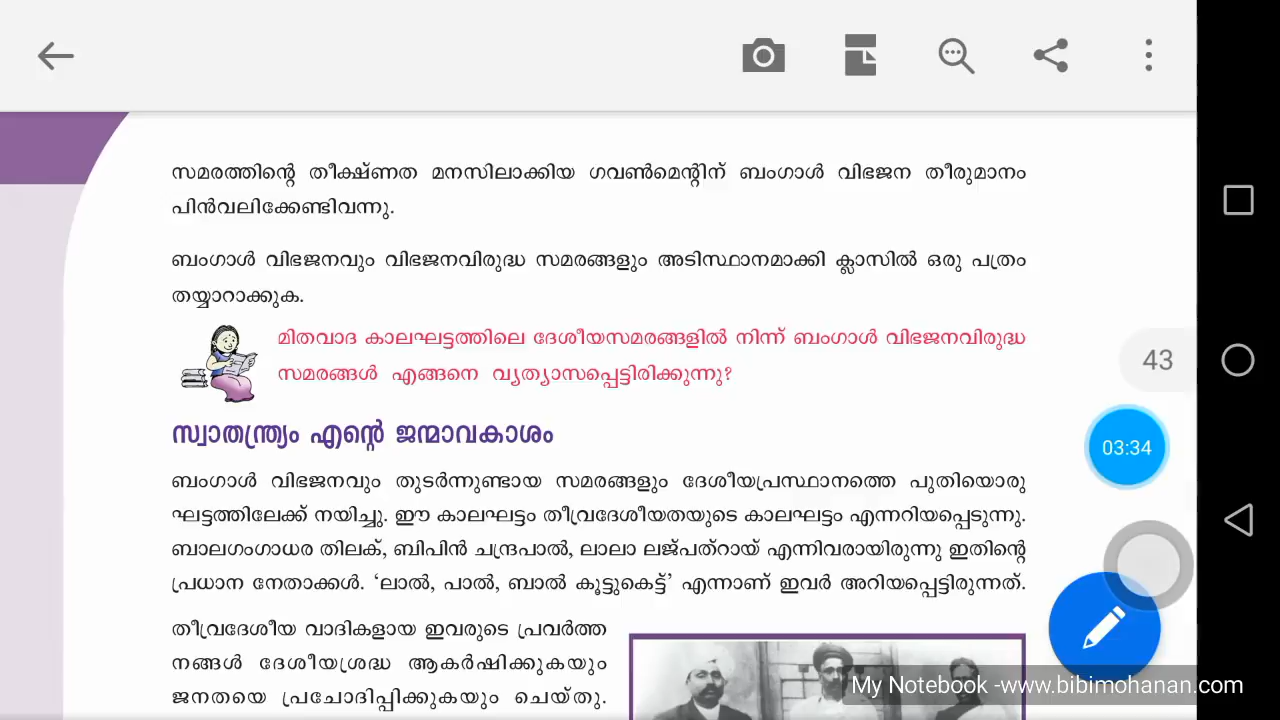 സമരത്തിന്റെ തീക്ഷ്ണത മനസിലാക്കിയ ഗവൺമെന്റിന് ബംഗാൾ വിഭജന തീരുമാനം
പിൻവലിക്കേണ്ടിവന്നു.
ബംഗാൾ വിഭജനവും വിഭജനവിരുദ്ധ സമരങ്ങളും അടിസ്ഥാനമാക്കി ക്ലാസിൽ ഒരു പത്രം
തയ്യാറാക്കുക.
മിതവാദ കാലഘട്ടത്തിലെ ദേശീയസമരങ്ങളിൽ നിന്ന് ബംഗാൾ വിഭജനവിരുദ്ധ
സമരങ്ങൾ എങ്ങനെ വ്യത്യാസപ്പെട്ടിരിക്കുന്നു?
43
03:34
സ്വാതന്ത്ര്യം എന്റെ ജന്മാവകാശം
ബംഗാൾ വിഭജനവും തുടർന്നുണ്ടായ സമരങ്ങളും ദേശീയപ്രസ്ഥാനത്തെ പുതിയൊരു
ഘട്ടത്തിലേക്ക് നയിച്ചു. ഈ കാലഘട്ടം തീവ്രദേശീയതയുടെ കാലഘട്ടം എന്നറിയപ്പെടുന്നു.
ബാലഗംഗാധര തിലക്, ബിപിൻ ചന്ദ്രപാൽ, ലാലാ ലജ്പത്റായ് എന്നിവരായിരുന്നു ഇതിന്റെ
പ്രധാന നേതാക്കൾ. ‘ലാൽ, പാൽ, ബാൽ കൂട്ടുകെട്ട്’ എന്നാണ് ഇവർ അറിയപ്പെട്ടിരുന്നത്.
തീവ്രദേശീയ വാദികളായ ഇവരുടെ പ്രവർത്ത
നങ്ങൾ ദേശീയശ്രദ്ധ ആകർഷിക്കുകയും
ജനതയെ പ്രചോദിപ്പിക്കുകയും ചെയ്തു.
My Notebook -www.bibimohanan.com